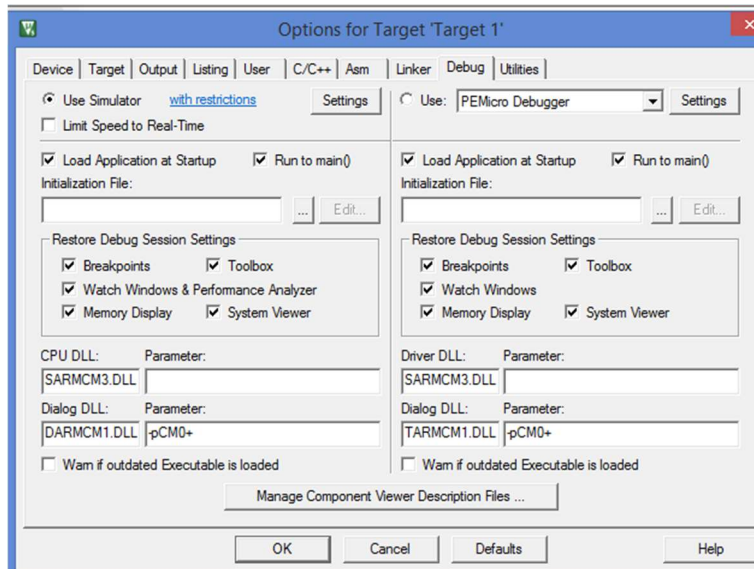 Options for Target 'Target 1'
Device Target Output Listing User C/C++ Asm Linker Debug Utilities
Use Simulator with restrictions Settings Use: PEMicro Debugger Settings
Limit Speed to Real-Time
Load Application at Startup Run to main() Load Application at Startup Run to main()
Initialization File: Initialization File:
... Edit... ... Edit...
Restore Debug Session Settings Restore Debug Session Settings
Breakpoints Toolbox Breakpoints Toolbox
Watch Windows & Performance Analyzer Watch Windows
Memory Display System Viewer Memory Display System Viewer
CPU DLL: Parameter: Driver DLL: Parameter:
SARMCM3.DLL SARMCM3.DLL
Dialog DLL: Parameter: Dialog DLL: Parameter:
DARMCM1.DLL -pCM0+ TARMCM1.DLL -pCM0+
Warn if outdated Executable is loaded Warn if outdated Executable is loaded
Manage Component Viewer Description Files ...
OK Cancel Defaults Help